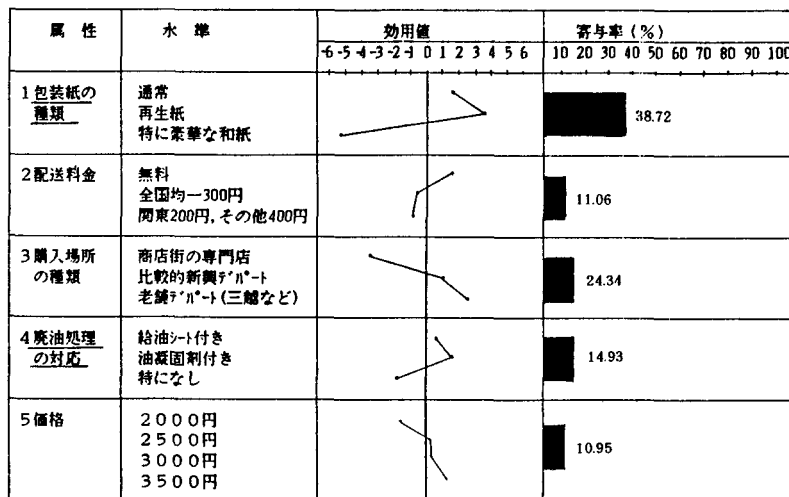 属 性 水 準 効用値 寄与率 (%)
-6 -5 -4 -3 -2 -1 0 1 2 3 4 5 6 10 20 30 40 50 60 70 80 90 100
1 包装紙の 通常
種類 再生紙 38.72
特に豪華な和紙
2 配送料金 無料
全国均一300円 11.06
関東200円, その他400円
3 購入場所 商店街の専門店
の種類 比較的新興デパート 24.34
老舗デパート (三越など)
4 廃油処理 給油シート付き
の対応 油凝固剤付き 14.93
特になし
5 価格 2000円
2500円
3000円 10.95
3500円